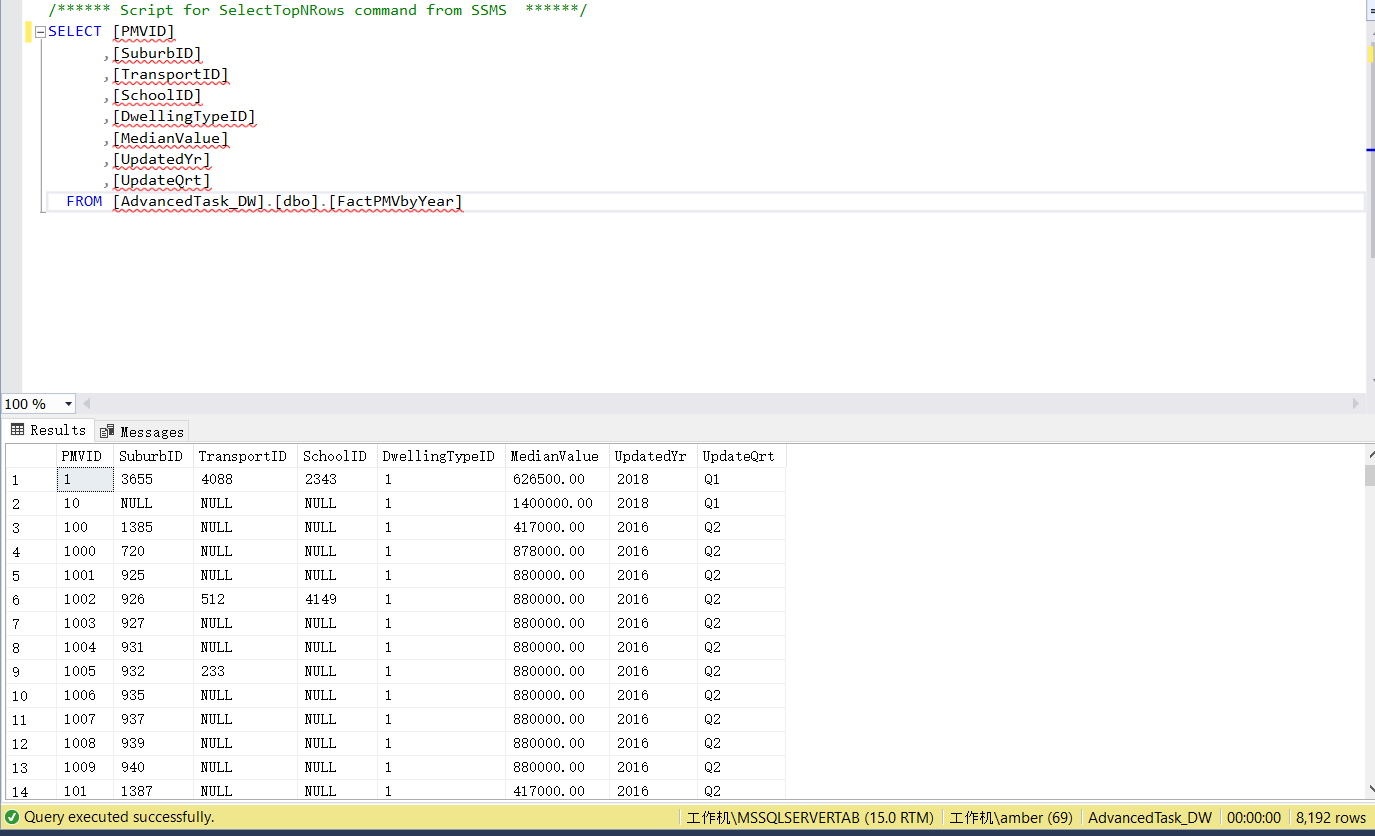 /****** Script for SelectTopNRows command from SSMS  ******/
SELECT [PMVID]
,[SuburbID]
,[TransportID]
,[SchoolID]
,[DwellingTypeID]
,[MedianValue]
,[UpdatedYr]
,[UpdateQrt]
FROM [AdvancedTask_DW].[dbo].[FactPMVbyYear]
100 %
Results Messages
PMVID SuburbID TransportID SchoolID DwellingTypeID MedianValue UpdatedYr UpdateQrt
1 1 3655 4088 2343 1 626500.00 2018 Q1
2 10 NULL NULL NULL 1 1400000.00 2018 Q1
3 100 1385 NULL NULL 1 417000.00 2016 Q2
4 1000 720 NULL NULL 1 878000.00 2016 Q2
5 1001 925 NULL NULL 1 880000.00 2016 Q2
6 1002 926 512 4149 1 880000.00 2016 Q2
7 1003 927 NULL NULL 1 880000.00 2016 Q2
8 1004 931 NULL NULL 1 880000.00 2016 Q2
9 1005 932 233 NULL 1 880000.00 2016 Q2
10 1006 935 NULL NULL 1 880000.00 2016 Q2
11 1007 937 NULL NULL 1 880000.00 2016 Q2
12 1008 939 NULL NULL 1 880000.00 2016 Q2
13 1009 940 NULL NULL 1 880000.00 2016 Q2
14 101 1387 NULL NULL 1 417000.00 2016 Q2
Query executed successfully. 工作机\MSSQLSERVERTAB (15.0 RTM) 工作机\amber (69) AdvancedTask_DW 00:00:00 8,192 rows